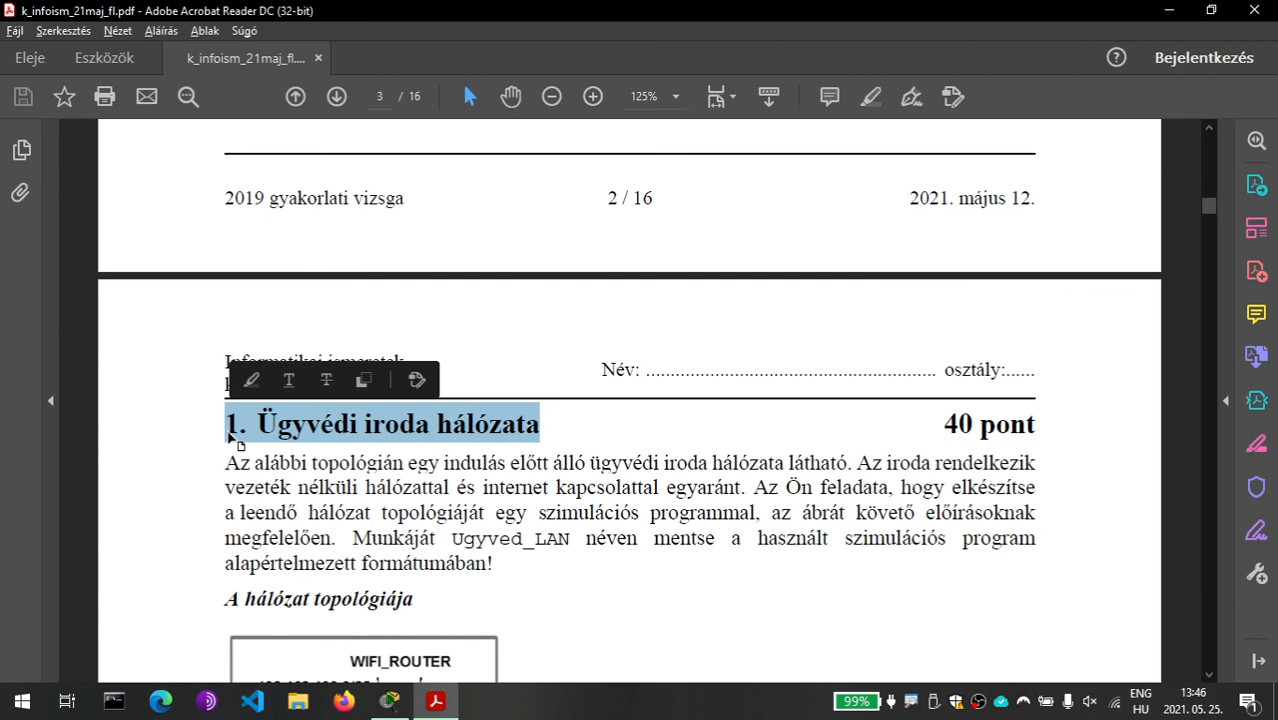 k_infoism_21maj_fl.pdf - Adobe Acrobat Reader DC (32-bit)
Fájl Szerkesztés Nézet Aláírás Ablak Súgó
Eleje Eszközök k_infoism_21maj_fl.... × Bejelentkezés
3 / 16 125%
2019 gyakorlati vizsga 2 / 16 2021. május 12.
Informatikai ismeretek
Név: ........................................................... osztály:......
1. Ügyvédi iroda hálózata 40 pont
Az alábbi topológián egy indulás előtt álló ügyvédi iroda hálózata látható. Az iroda rendelkezik
vezeték nélküli hálózattal és internet kapcsolattal egyaránt. Az Ön feladata, hogy elkészítse
a leendő hálózat topológiáját egy szimulációs programmal, az ábrát követő előírásoknak
megfelelően. Munkáját Ugyved_LAN néven mentse a használt szimulációs program
alapértelmezett formátumában!
A hálózat topológiája
WIFI_ROUTER
99% ENG 13:46
HU 2021. 05. 25. 1